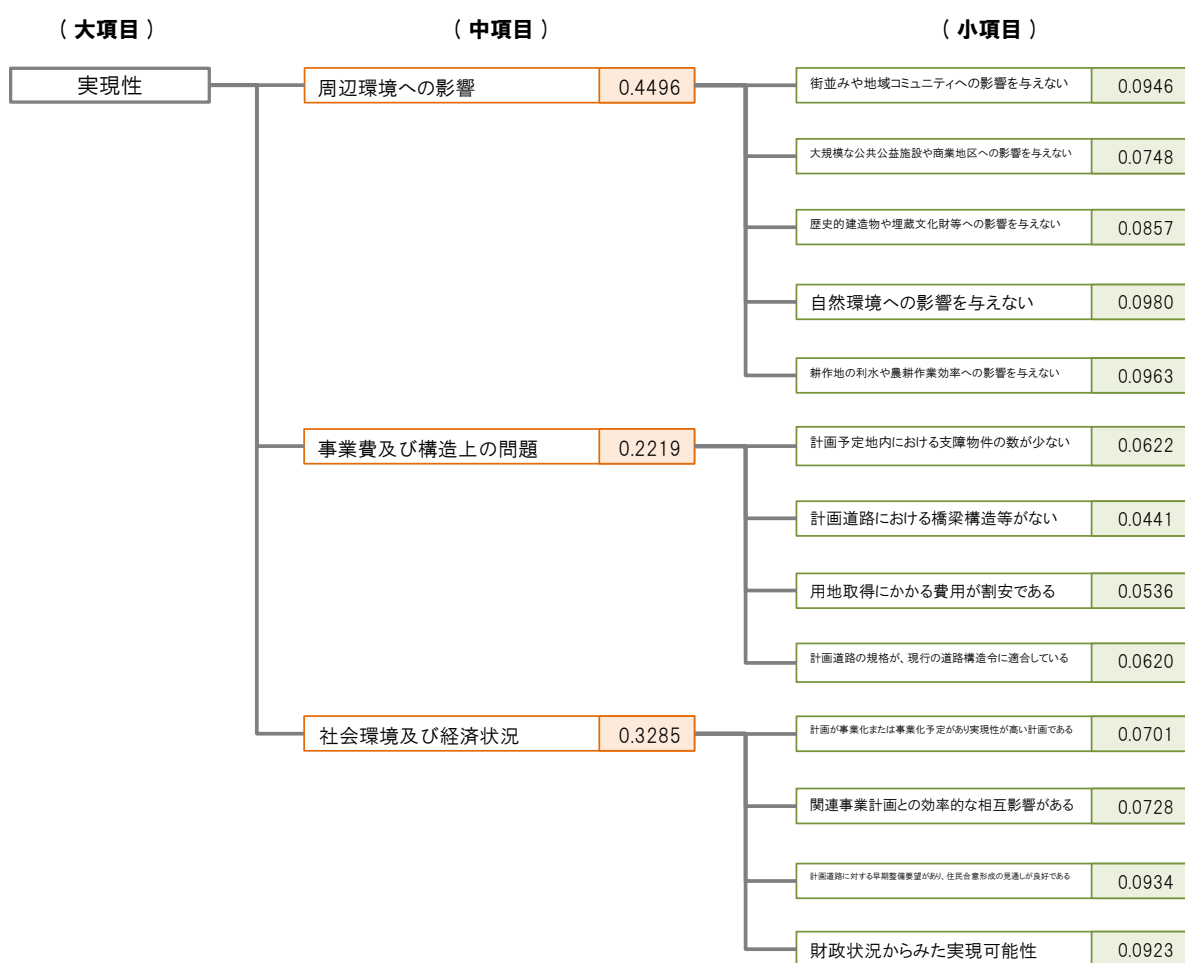 （大項目）
（中項目）
（小項目）
実現性
周辺環境への影響 0.4496
街並みや地域コミュニティへの影響を与えない 0.0946
大規模な公共公益施設や商業地区への影響を与えない 0.0748
歴史的建造物や埋蔵文化財等への影響を与えない 0.0857
自然環境への影響を与えない 0.0980
耕作地の利水や農耕作業効率への影響を与えない 0.0963
事業費及び構造上の問題 0.2219
計画予定地内における支障物件の数が少ない 0.0622
計画道路における橋梁構造等がない 0.0441
用地取得にかかる費用が割安である 0.0536
計画道路の規格が、現行の道路構造令に適合している 0.0620
社会環境及び経済状況 0.3285
計画が事業化または事業化予定があり実現性が高い計画である 0.0701
関連事業計画との効率的な相互影響がある 0.0728
計画道路に対する早期整備要望があり、住民合意形成の見通しが良好である 0.0934
財政状況からみた実現可能性 0.0923